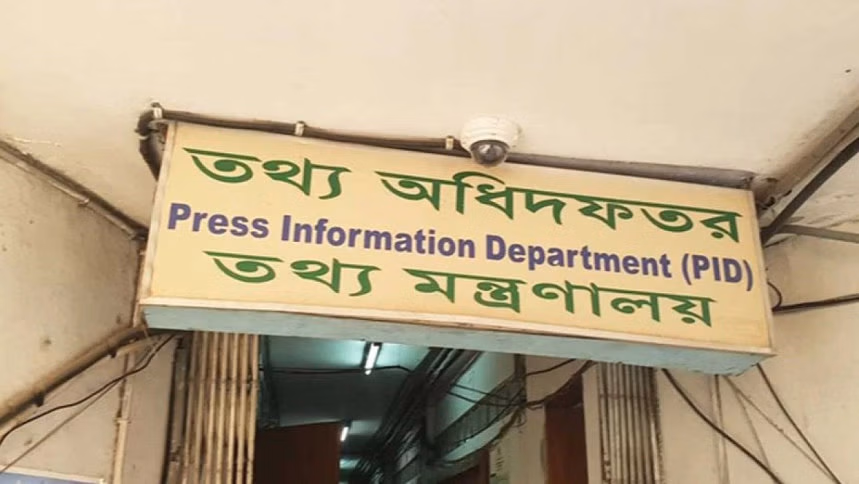 তথ্য অধিদফতর
Press Information Department (PID)
তথ্য মন্ত্রণালয়